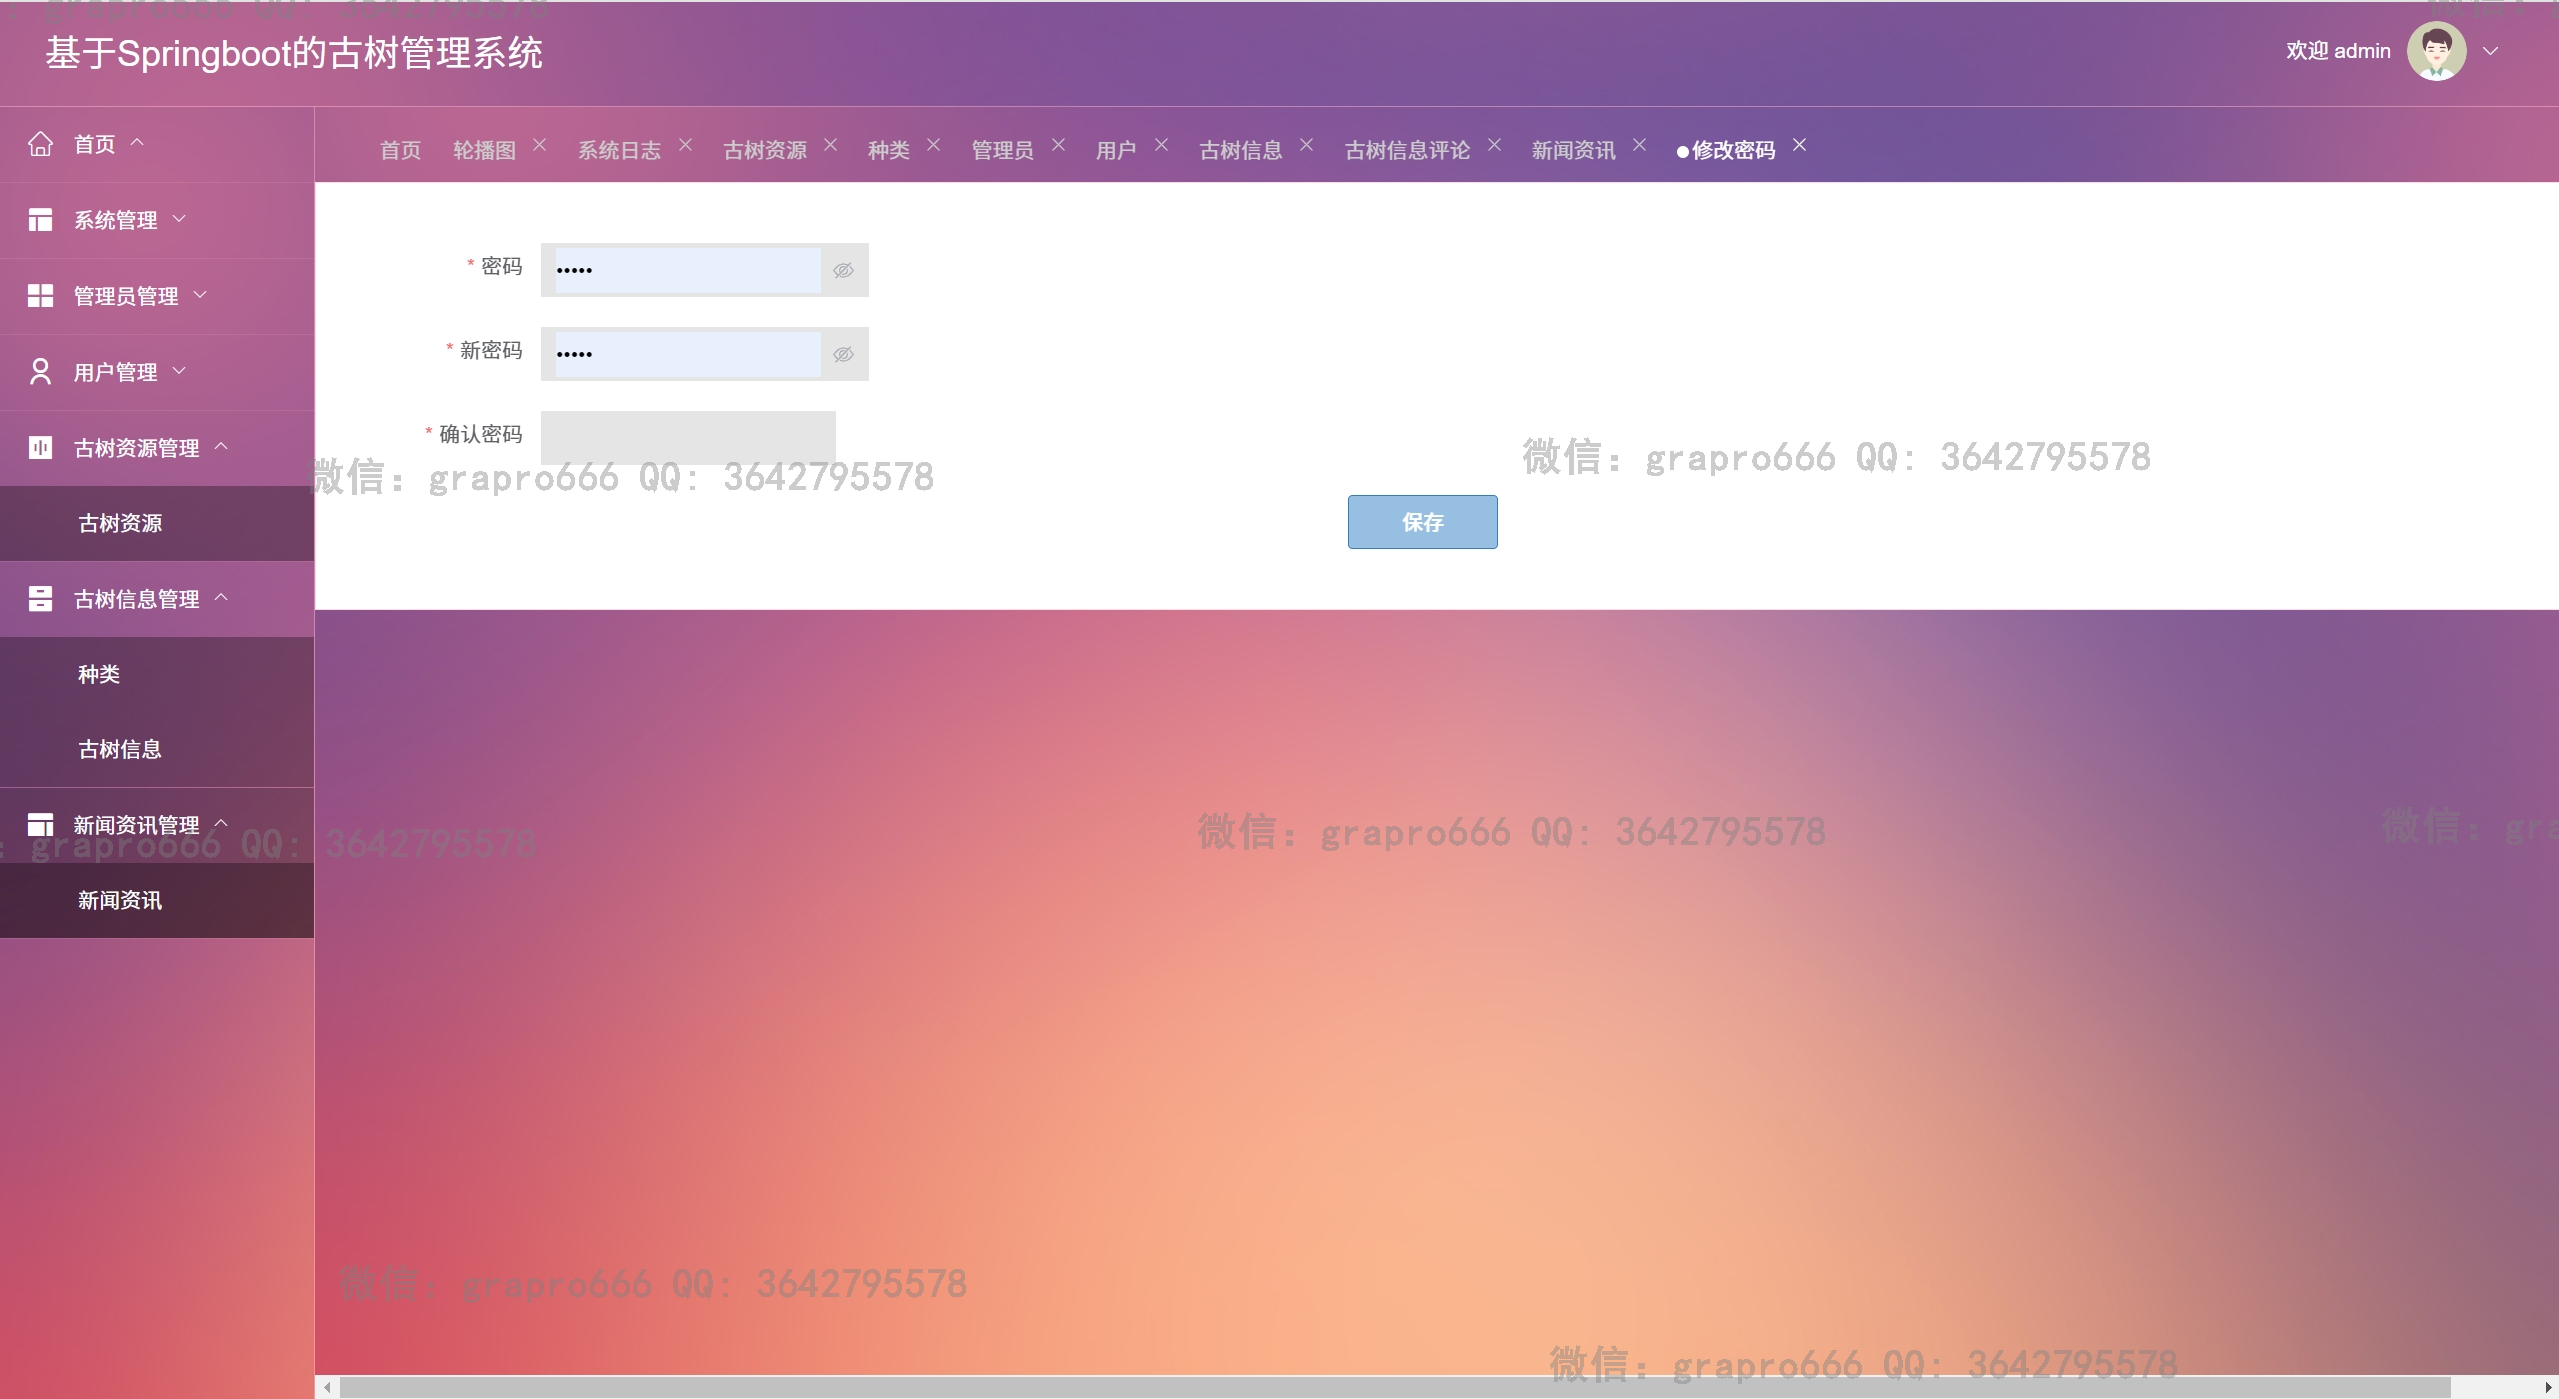 grapro666 QQ: 3642795578
基于Springboot的古树管理系统
欢迎 admin
首页
系统管理
管理员管理
用户管理
古树资源管理
古树资源
古树信息管理
种类
古树信息
新闻资讯管理
新闻资讯
首页 轮播图 系统日志 古树资源 种类 管理员 用户 古树信息 古树信息评论 新闻资讯 修改密码
* 密码 •••••
* 新密码 •••••
* 确认密码
微信: grapro666 QQ: 3642795578
微信: grapro666 QQ: 3642795578
保存
: grapro666 QQ: 3642795578
微信: grapro666 QQ: 3642795578
微信: gra
微信: grapro666 QQ: 3642795578
微信: grapro666 QQ: 3642795578